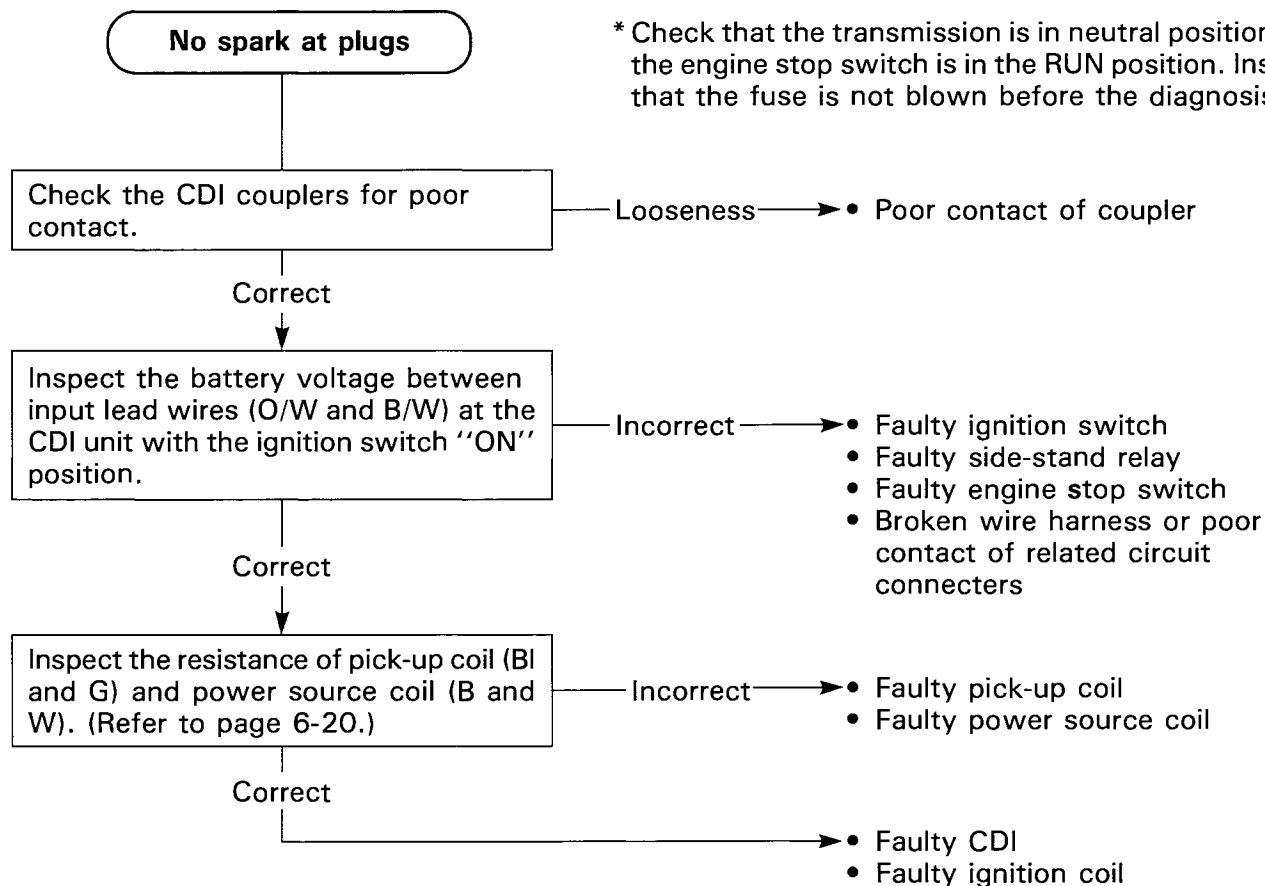 No spark at plugs
* Check that the transmission is in neutral position
the engine stop switch is in the RUN position. Ins
that the fuse is not blown before the diagnosis
Check the CDI couplers for poor
contact.
Looseness
• Poor contact of coupler
Correct
Inspect the battery voltage between
input lead wires (O/W and B/W) at the
CDI unit with the ignition switch "ON"
position.
Incorrect
• Faulty ignition switch
• Faulty side-stand relay
• Faulty engine stop switch
• Broken wire harness or poor
contact of related circuit
connecters
Correct
Inspect the resistance of pick-up coil (Bl
and G) and power source coil (B and
W). (Refer to page 6-20.)
Incorrect
• Faulty pick-up coil
• Faulty power source coil
Correct
• Faulty CDI
• Faulty ignition coil